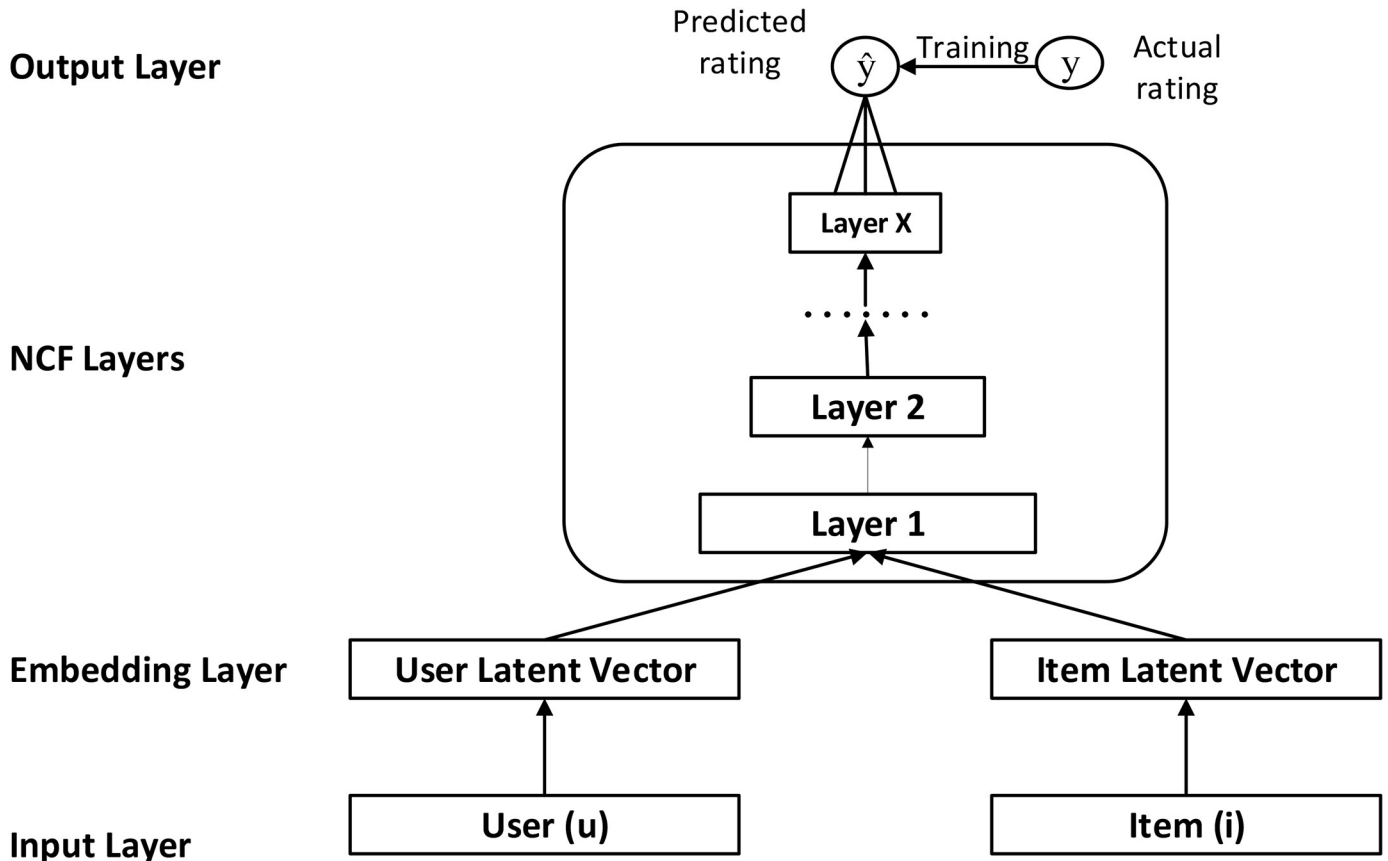 Output Layer
Predicted
rating
ŷ
Training
y
Actual
rating
Layer X
.......
NCF Layers
Layer 2
Layer 1
Embedding Layer
User Latent Vector
Item Latent Vector
Input Layer
User (u)
Item (i)